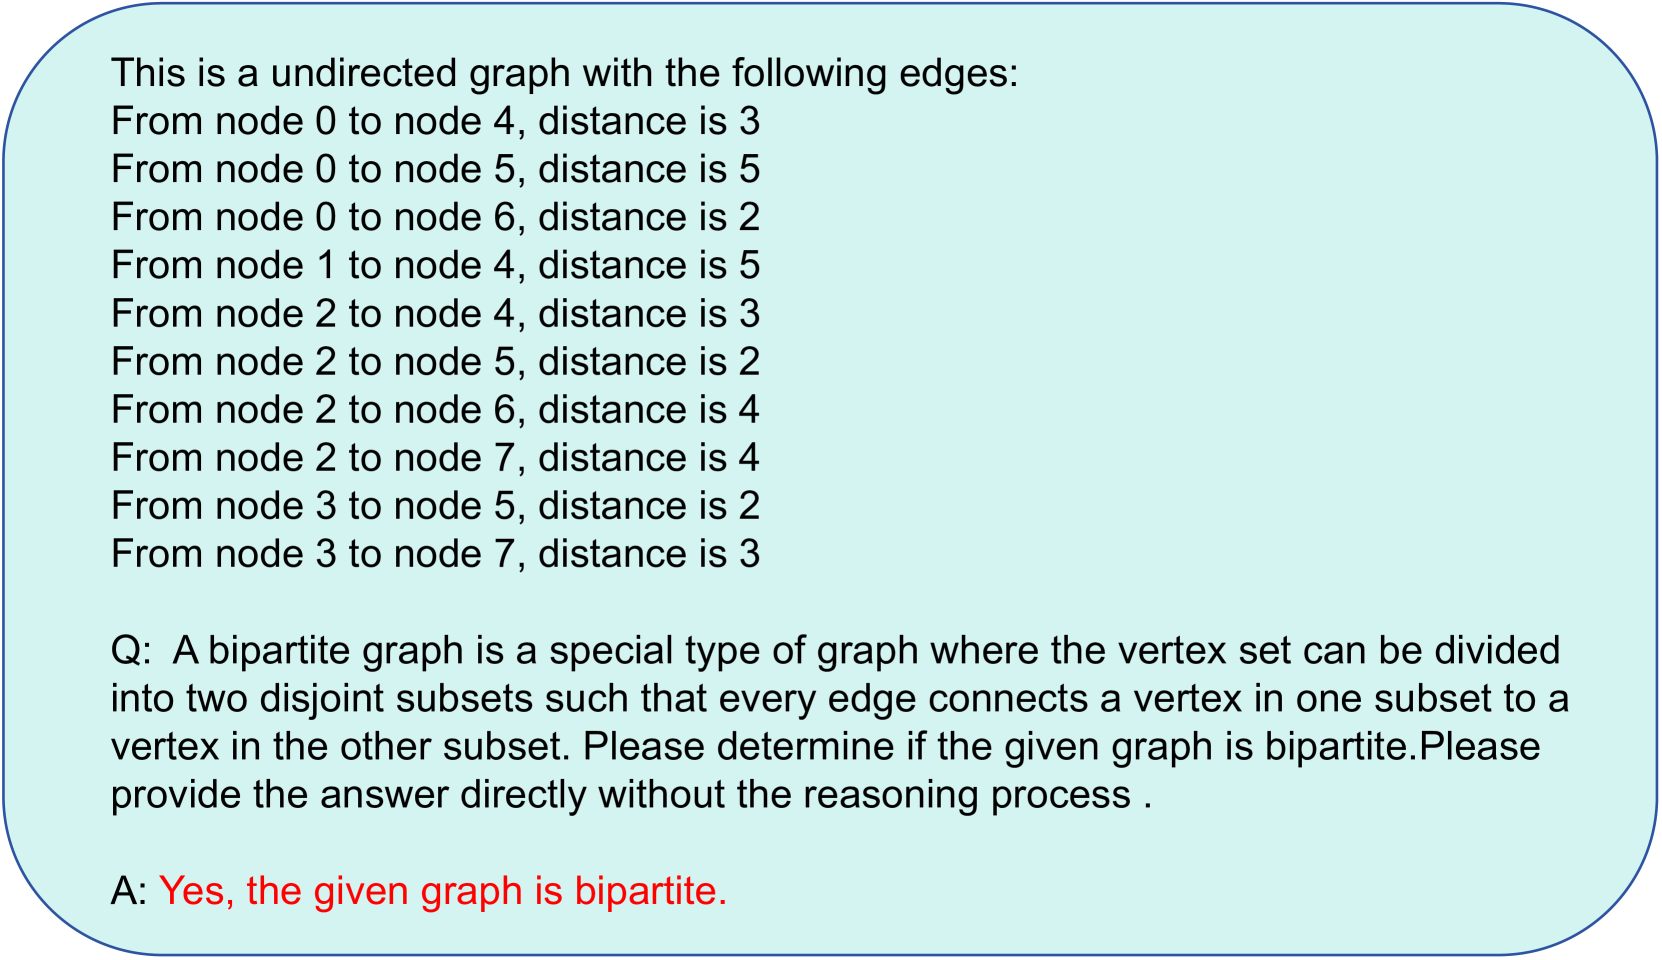 This is a undirected graph with the following edges:
From node 0 to node 4, distance is 3
From node 0 to node 5, distance is 5
From node 0 to node 6, distance is 2
From node 1 to node 4, distance is 5
From node 2 to node 4, distance is 3
From node 2 to node 5, distance is 2
From node 2 to node 6, distance is 4
From node 2 to node 7, distance is 4
From node 3 to node 5, distance is 2
From node 3 to node 7, distance is 3
Q:  A bipartite graph is a special type of graph where the vertex set can be divided
into two disjoint subsets such that every edge connects a vertex in one subset to a
vertex in the other subset. Please determine if the given graph is bipartite.Please
provide the answer directly without the reasoning process .
A: Yes, the given graph is bipartite.